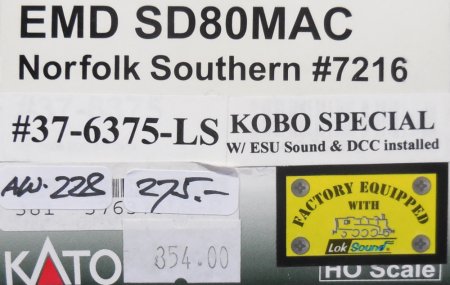 EMD SD80MAC
Norfolk Southern #7216
#37-6375-LS
KOBO SPECIAL
W/ ESU Sound & DCC installed
AW-228
275.-
354.00
FACTORY EQUIPPED
WITH
LokSound
KATO
HO Scale